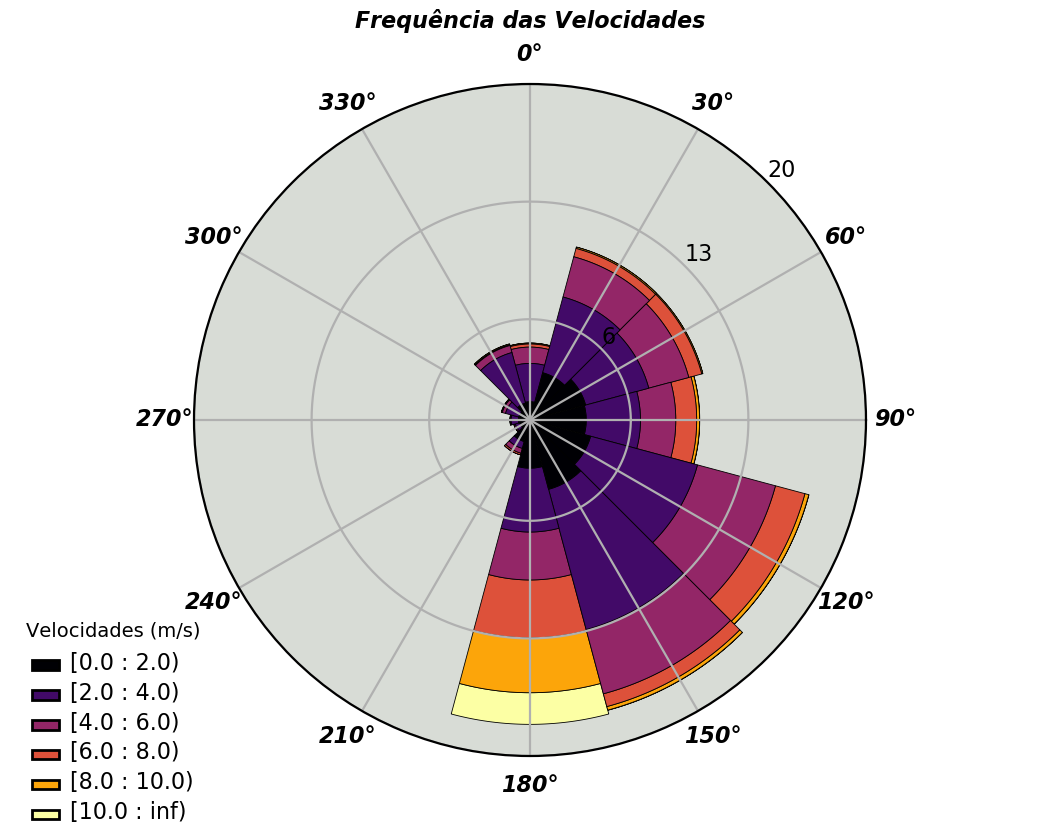 Frequência das Velocidades
0°
330°
30°
20
300°
60°
13
6
270°
90°
240°
120°
210°
150°
180°
Velocidades (m/s)
[0.0 : 2.0)
[2.0 : 4.0)
[4.0 : 6.0)
[6.0 : 8.0)
[8.0 : 10.0)
[10.0 : inf)